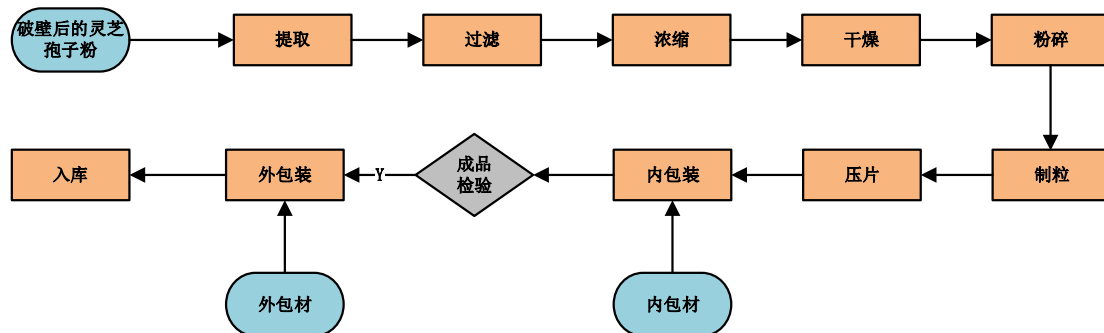 破壁后的灵芝
孢子粉
提取
过滤
浓缩
干燥
粉碎
入库
外包装
Y
成品
检验
内包装
压片
制粒
外包材
内包材